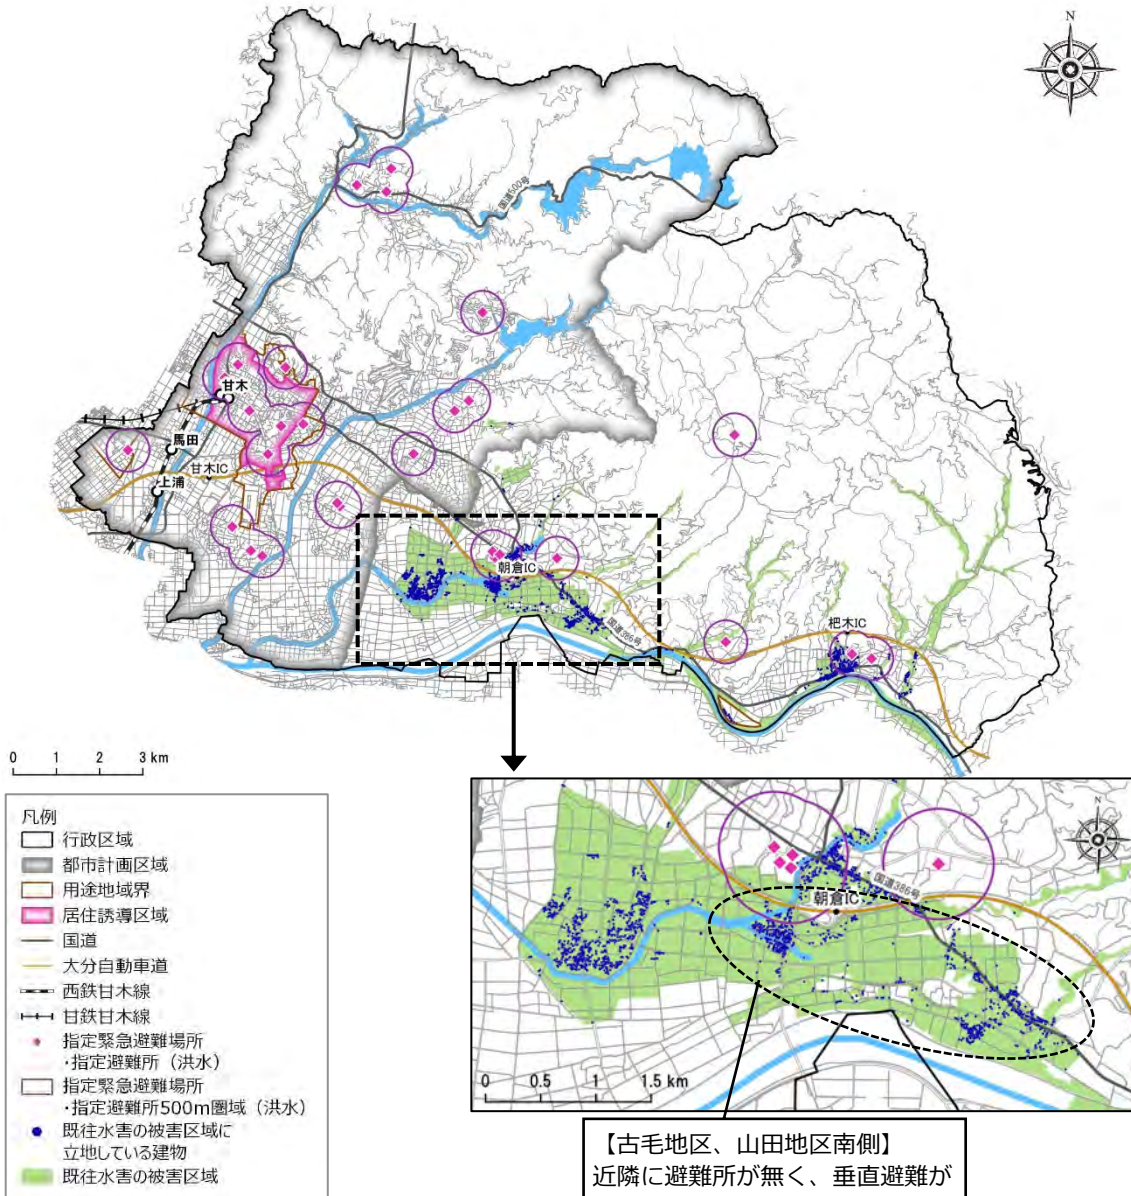 N
国道500号
甘木
馬田
甘木IC
上浦
朝倉IC
国道386号
杷木IC
0 1 2 3 km
凡例
行政区域
都市計画区域
用途地域界
居住誘導区域
国道
大分自動車道
西鉄甘木線
甘鉄甘木線
指定緊急避難場所
・指定避難所（洪水）
指定緊急避難場所
・指定避難所500m圏域（洪水）
既往水害の被害区域に
立地している建物
既往水害の被害区域
N
国道386号
朝倉IC
0 0.5 1 1.5 km
【古毛地区、山田地区南側】
近隣に避難所が無く、垂直避難が